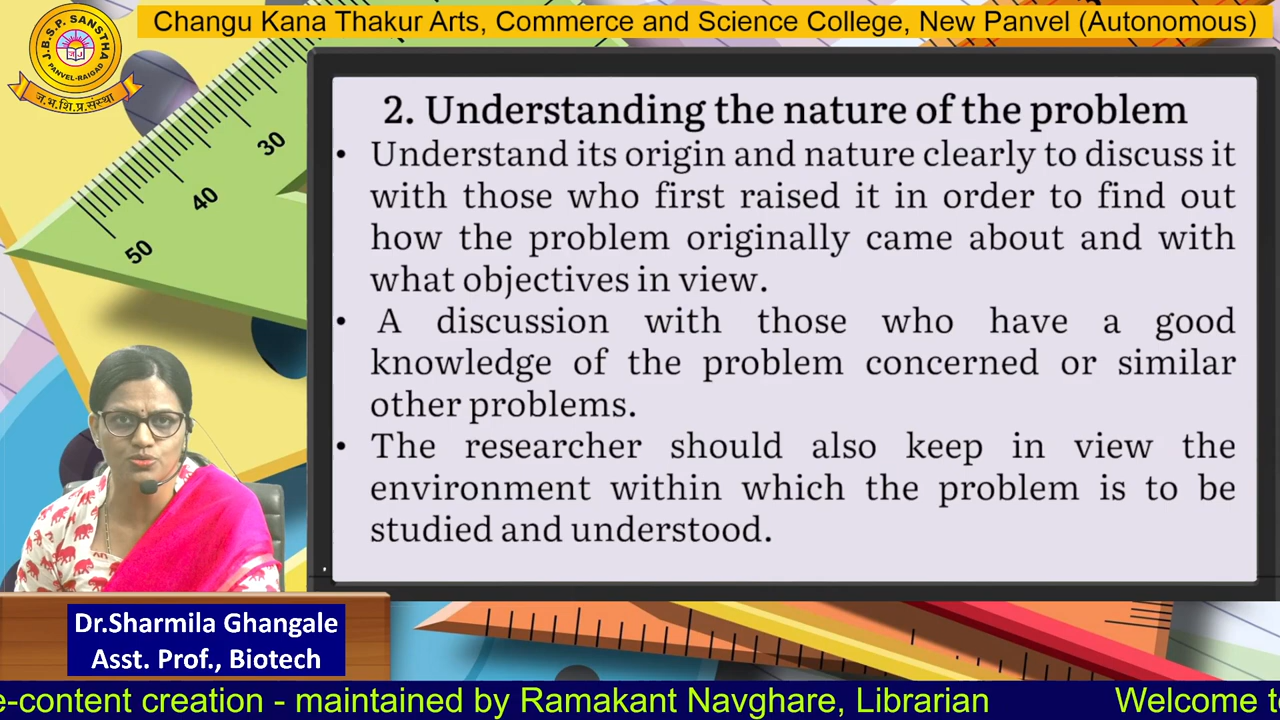 Changu Kana Thakur Arts, Commerce and Science College, New Panvel (Autonomous)
J.B.S.P. SANSTHA
PANVEL-RAIGAD
ज.भ.शि.प्र.संस्था
30
40
50
2. Understanding the nature of the problem
• Understand its origin and nature clearly to discuss it
with those who first raised it in order to find out
how the problem originally came about and with
what objectives in view.
• A discussion with those who have a good
knowledge of the problem concerned or similar
other problems.
• The researcher should also keep in view the
environment within which the problem is to be
studied and understood.
Dr.Sharmila Ghangale
Asst. Prof., Biotech
e-content creation - maintained by Ramakant Navghare, Librarian Welcome t